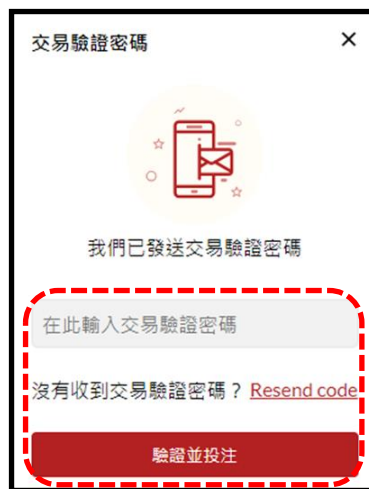 交易驗證密碼 ×
我們已發送交易驗證密碼
在此輸入交易驗證密碼
沒有收到交易驗證密碼？ Resend code
驗證並投注